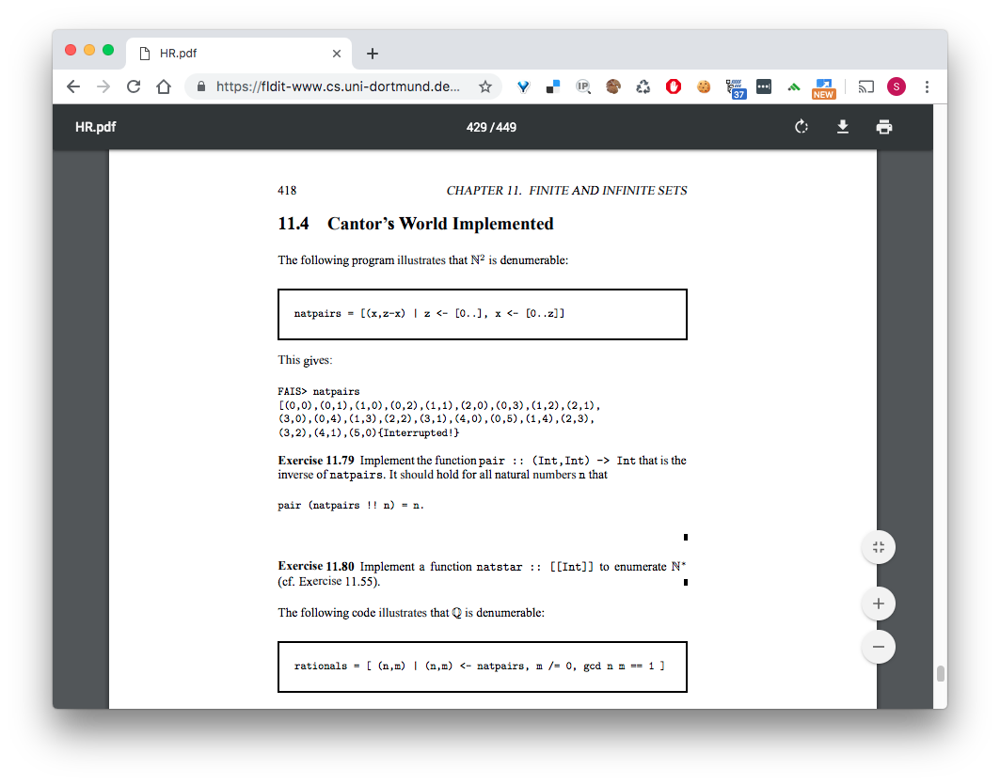 HR.pdf
https://fldit-www.cs.uni-dortmund.de...
IP
37
NEW
S
HR.pdf
429 / 449
418 CHAPTER 11. FINITE AND INFINITE SETS
11.4 Cantor's World Implemented
The following program illustrates that ℕ² is denumerable:
natpairs = [(x,z-x) | z <- [0..], x <- [0..z]]
This gives:
FAIS> natpairs
[(0,0),(0,1),(1,0),(0,2),(1,1),(2,0),(0,3),(1,2),(2,1),
(3,0),(0,4),(1,3),(2,2),(3,1),(4,0),(0,5),(1,4),(2,3),
(3,2),(4,1),(5,0){Interrupted!}
Exercise 11.79 Implement the function pair :: (Int,Int) -> Int that is the
inverse of natpairs. It should hold for all natural numbers n that
pair (natpairs !! n) = n.
Exercise 11.80 Implement a function natstar :: [[Int]] to enumerate ℕ*
(cf. Exercise 11.55).
The following code illustrates that ℚ is denumerable:
rationals = [ (n,m) | (n,m) <- natpairs, m /= 0, gcd n m == 1 ]